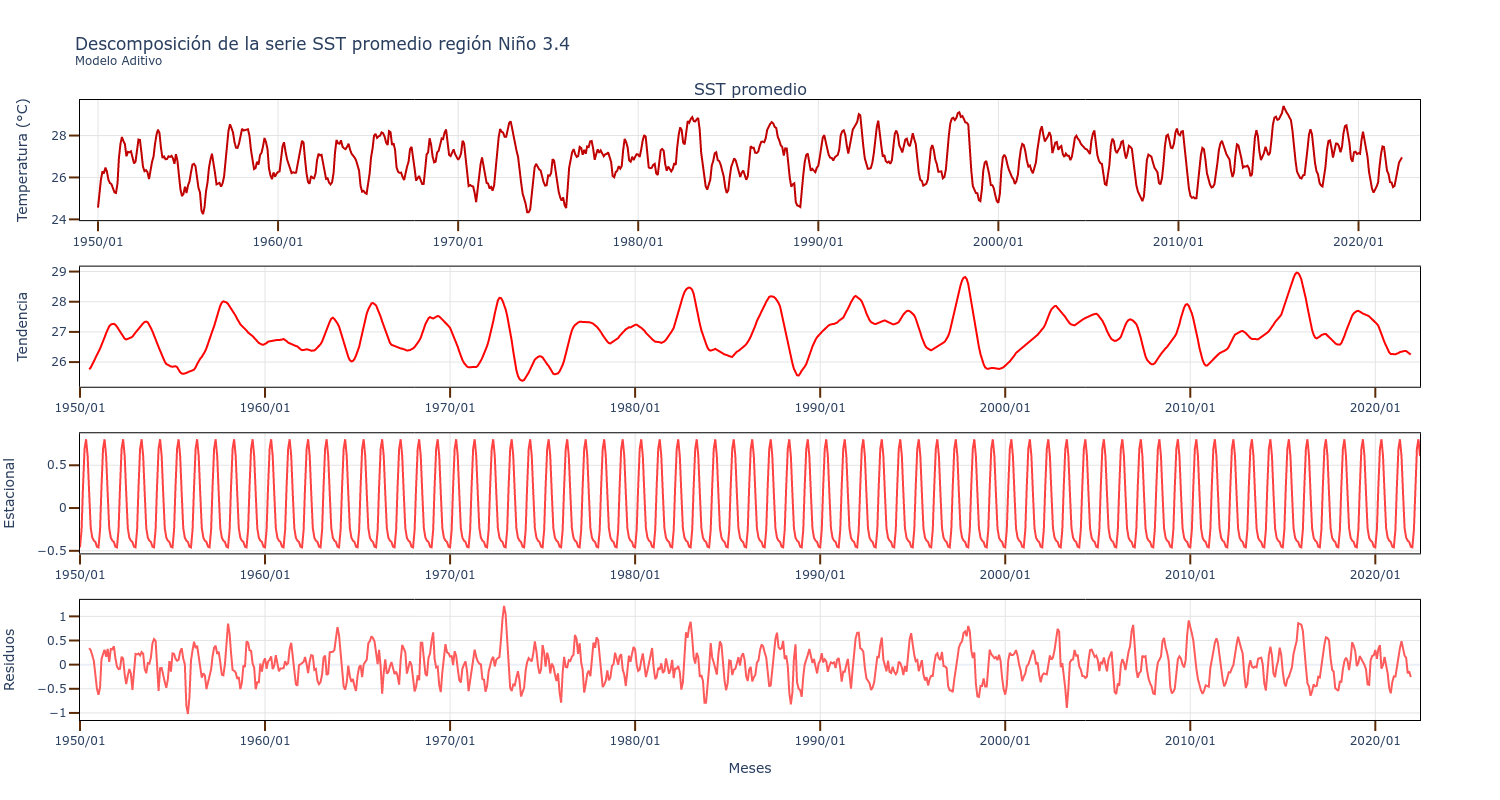 Descomposición de la serie SST promedio región Niño 3.4
Modelo Aditivo
SST promedio
Temperatura (°C)
28
26
24
1950/01 1960/01 1970/01 1980/01 1990/01 2000/01 2010/01 2020/01
Tendencia
29
28
27
26
1950/01 1960/01 1970/01 1980/01 1990/01 2000/01 2010/01 2020/01
Estacional
0.5
0
−0.5
1950/01 1960/01 1970/01 1980/01 1990/01 2000/01 2010/01 2020/01
Residuos
1
0.5
0
−0.5
−1
1950/01 1960/01 1970/01 1980/01 1990/01 2000/01 2010/01 2020/01
Meses